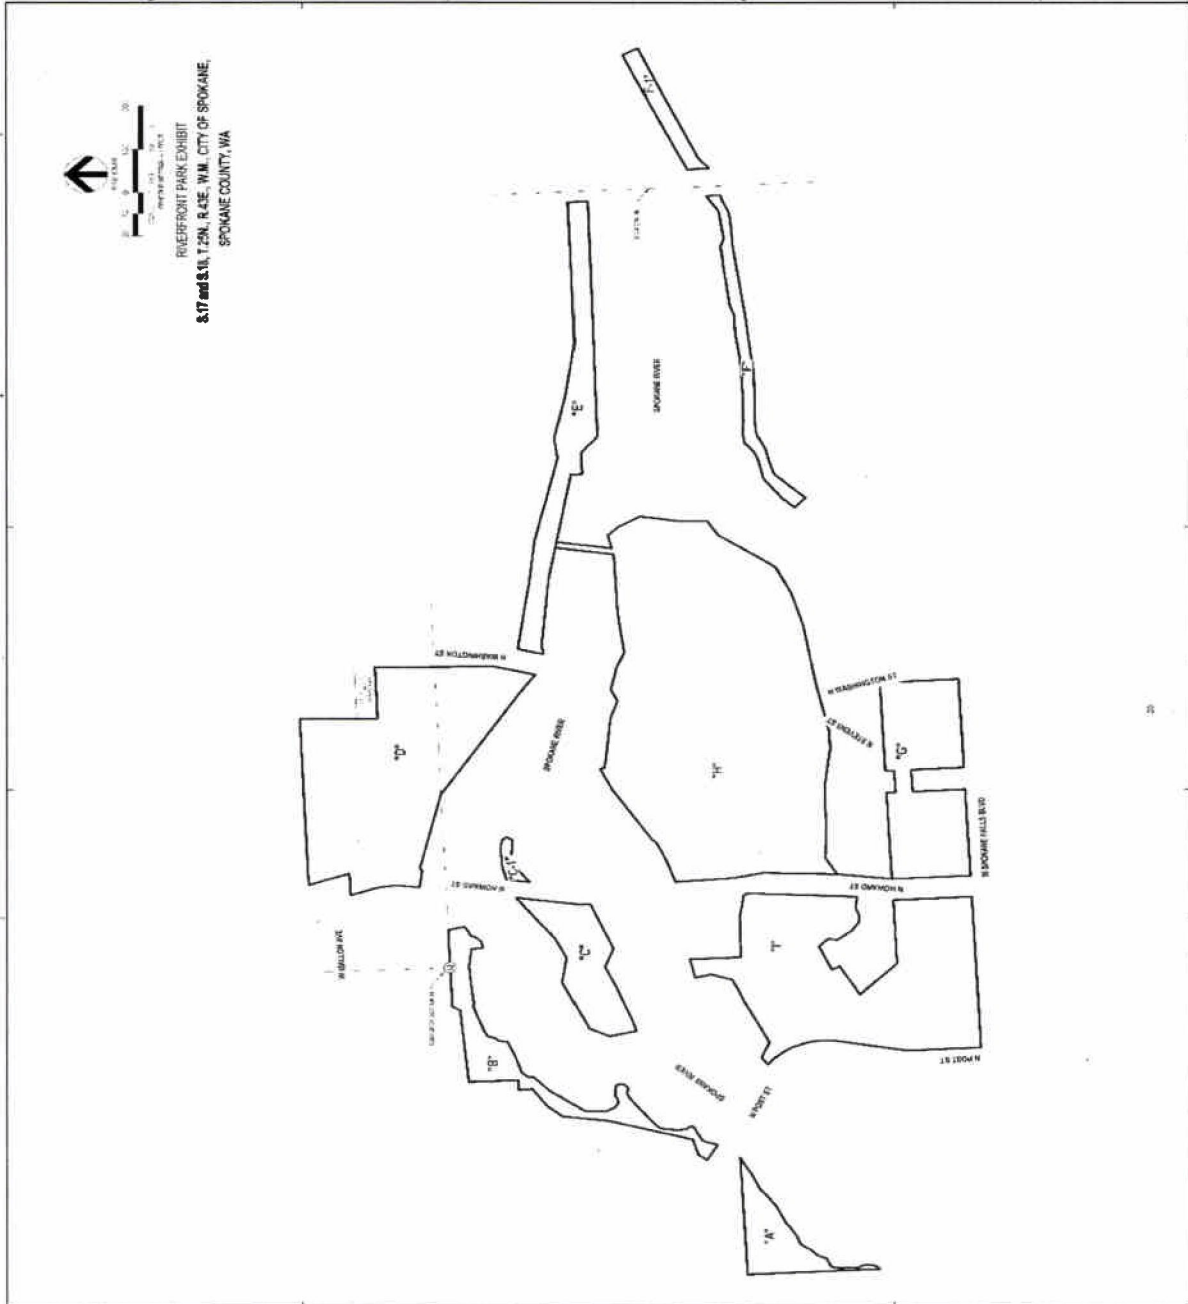 RIVERFRONT PARK EXHIBIT
S.17 and S.18, T.25N., R.43E., W.M., CITY OF SPOKANE,
SPOKANE COUNTY, WA
"F-1"
"E"
SPOKANE RIVER
"F"
N WASHINGTON ST
"D"
SPOKANE RIVER
"H"
N WASHINGTON ST
N STEVENS ST
"G"
"C-1"
N HOWARD ST
N HOWARD ST
W SPOKANE FALLS BLVD
W MALLON AVE
"C"
"I"
"B"
SPOKANE RIVER
N POST ST
N POST ST
"A"